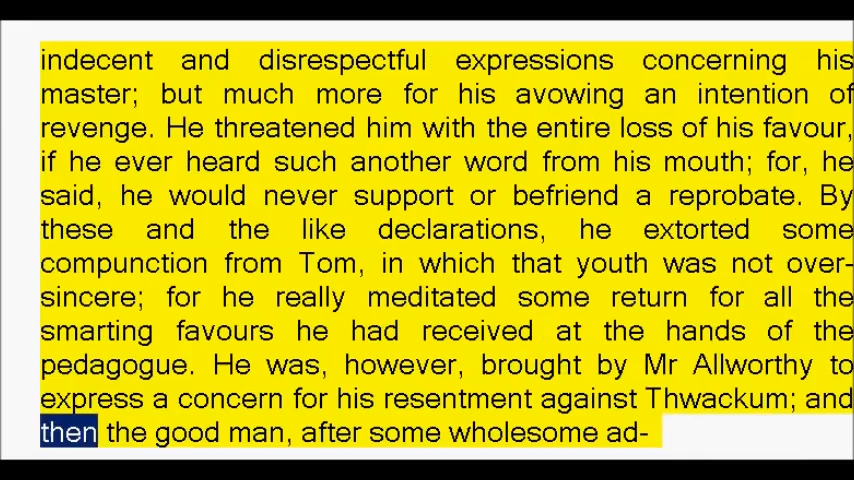 indecent and disrespectful expressions concerning his
master; but much more for his avowing an intention of
revenge. He threatened him with the entire loss of his favour,
if he ever heard such another word from his mouth; for, he
said, he would never support or befriend a reprobate. By
these and the like declarations, he extorted some
compunction from Tom, in which that youth was not over-
sincere; for he really meditated some return for all the
smarting favours he had received at the hands of the
pedagogue. He was, however, brought by Mr Allworthy to
express a concern for his resentment against Thwackum; and
then the good man, after some wholesome ad-